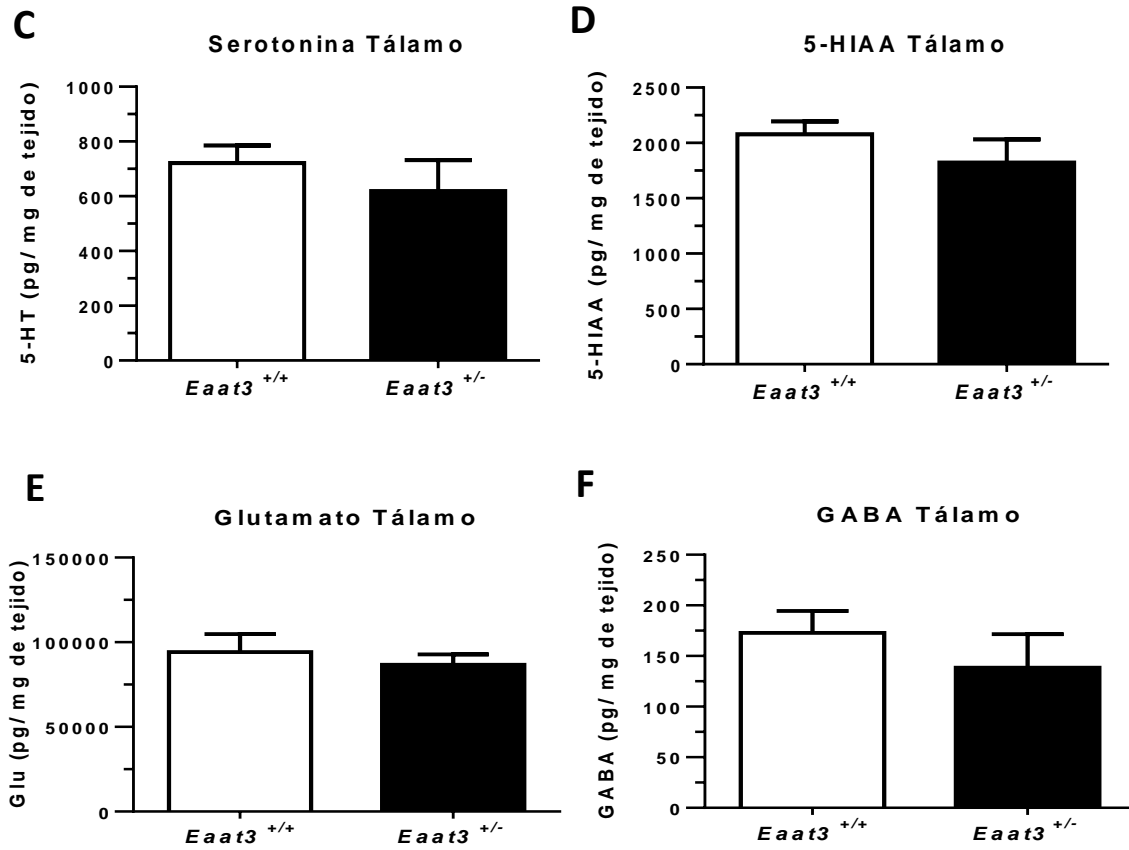 C
Serotonina Tálamo
5-HT (pg/ mg de tejido)
1000
800
600
400
200
0
Eaat3 +/+
Eaat3 +/-
D
5-HIAA Tálamo
5-HIAA (pg/ mg de tejido)
2500
2000
1500
1000
500
0
Eaat3 +/+
Eaat3 +/-
E
Glutamato Tálamo
Glu (pg/ mg de tejido)
150000
100000
50000
0
Eaat3 +/+
Eaat3 +/-
F
GABA Tálamo
GABA (pg/ mg de tejido)
250
200
150
100
50
0
Eaat3 +/+
Eaat3 +/-